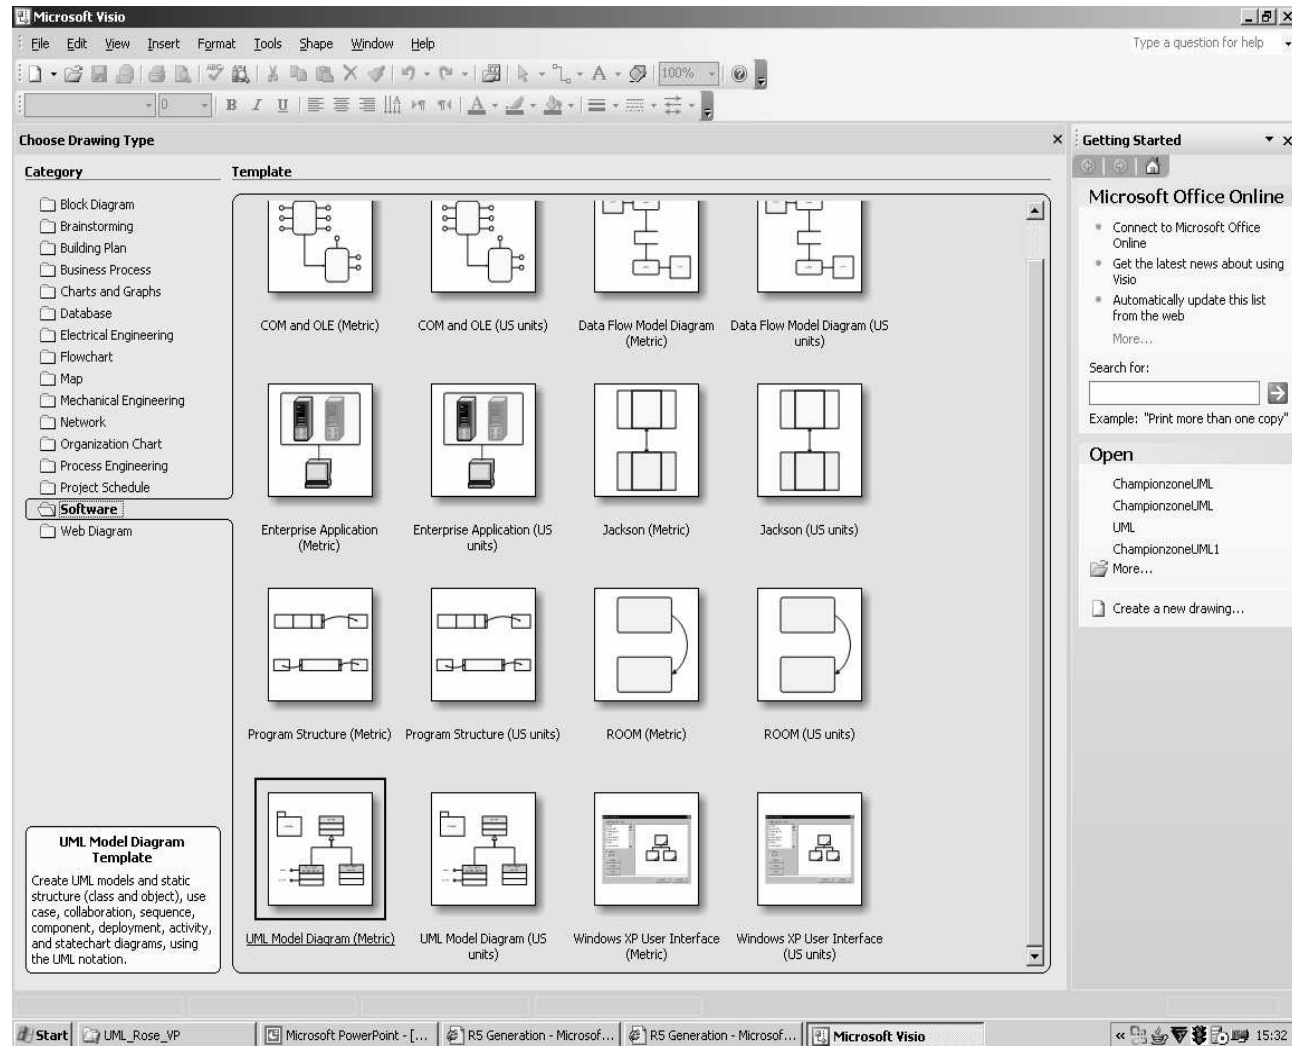 Microsoft Visio
File Edit View Insert Format Tools Shape Window Help
Type a question for help
100%
0 B I U
Choose Drawing Type
Category
Block Diagram
Brainstorming
Building Plan
Business Process
Charts and Graphs
Database
Electrical Engineering
Flowchart
Map
Mechanical Engineering
Network
Organization Chart
Process Engineering
Project Schedule
Software
Web Diagram
UML Model Diagram
Template
Create UML models and static
structure (class and object), use
case, collaboration, sequence,
component, deployment, activity,
and statechart diagrams, using
the UML notation.
Template
COM and OLE (Metric)
COM and OLE (US units)
Data Flow Model Diagram
(Metric)
Data Flow Model Diagram (US
units)
Enterprise Application
(Metric)
Enterprise Application (US
units)
Jackson (Metric)
Jackson (US units)
Program Structure (Metric)
Program Structure (US units)
ROOM (Metric)
ROOM (US units)
UML Model Diagram (Metric)
UML Model Diagram (US
units)
Windows XP User Interface
(Metric)
Windows XP User Interface
(US units)
Getting Started
Microsoft Office Online
Connect to Microsoft Office
Online
Get the latest news about using
Visio
Automatically update this list
from the web
More...
Search for:
Example: "Print more than one copy"
Open
ChampionzoneUML
ChampionzoneUML
UML
ChampionzoneUML1
More...
Create a new drawing...
Start
UML_Rose_VP
Microsoft PowerPoint - [...
R5 Generation - Microsof...
R5 Generation - Microsof...
Microsoft Visio
15:32